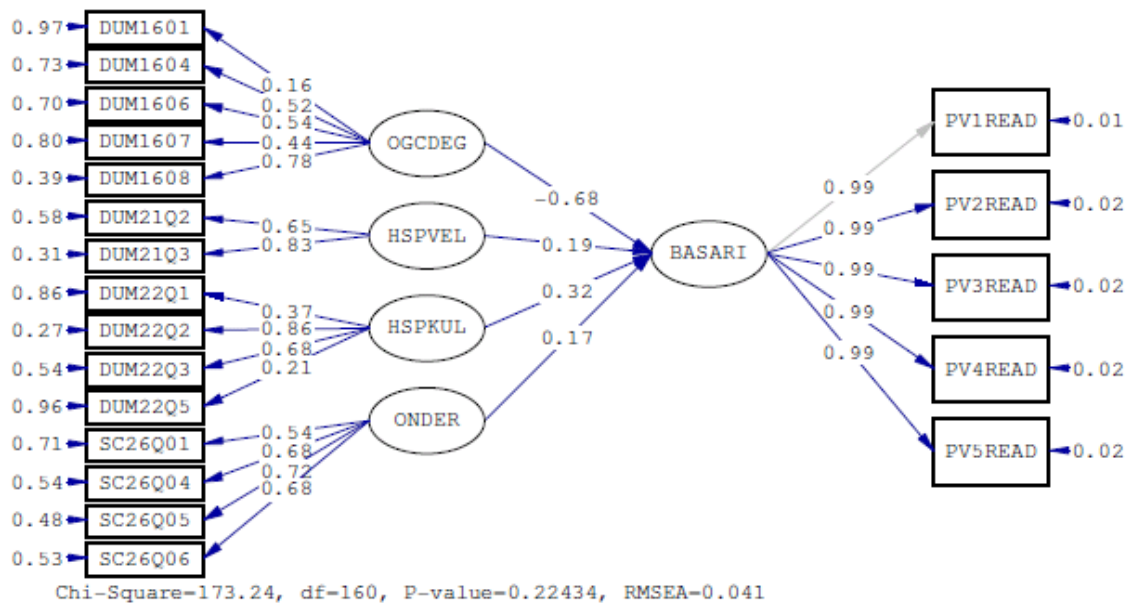 0.97 DUM1601
0.73 DUM1604
0.70 DUM1606
0.80 DUM1607
0.39 DUM1608
0.58 DUM21Q2
0.31 DUM21Q3
0.86 DUM22Q1
0.27 DUM22Q2
0.54 DUM22Q3
0.96 DUM22Q5
0.71 SC26Q01
0.54 SC26Q04
0.48 SC26Q05
0.53 SC26Q06
0.16
0.52
0.54
0.44
0.78
0.65
0.83
0.37
0.86
0.68
0.21
0.54
0.68
0.72
0.68
OGCDEG
HSPVEL
HSPKUL
ONDER
-0.68
0.19
0.32
0.17
BASARI
0.99
0.99
0.99
0.99
0.99
PV1READ 0.01
PV2READ 0.02
PV3READ 0.02
PV4READ 0.02
PV5READ 0.02
Chi-Square=173.24, df=160, P-value=0.22434, RMSEA=0.041